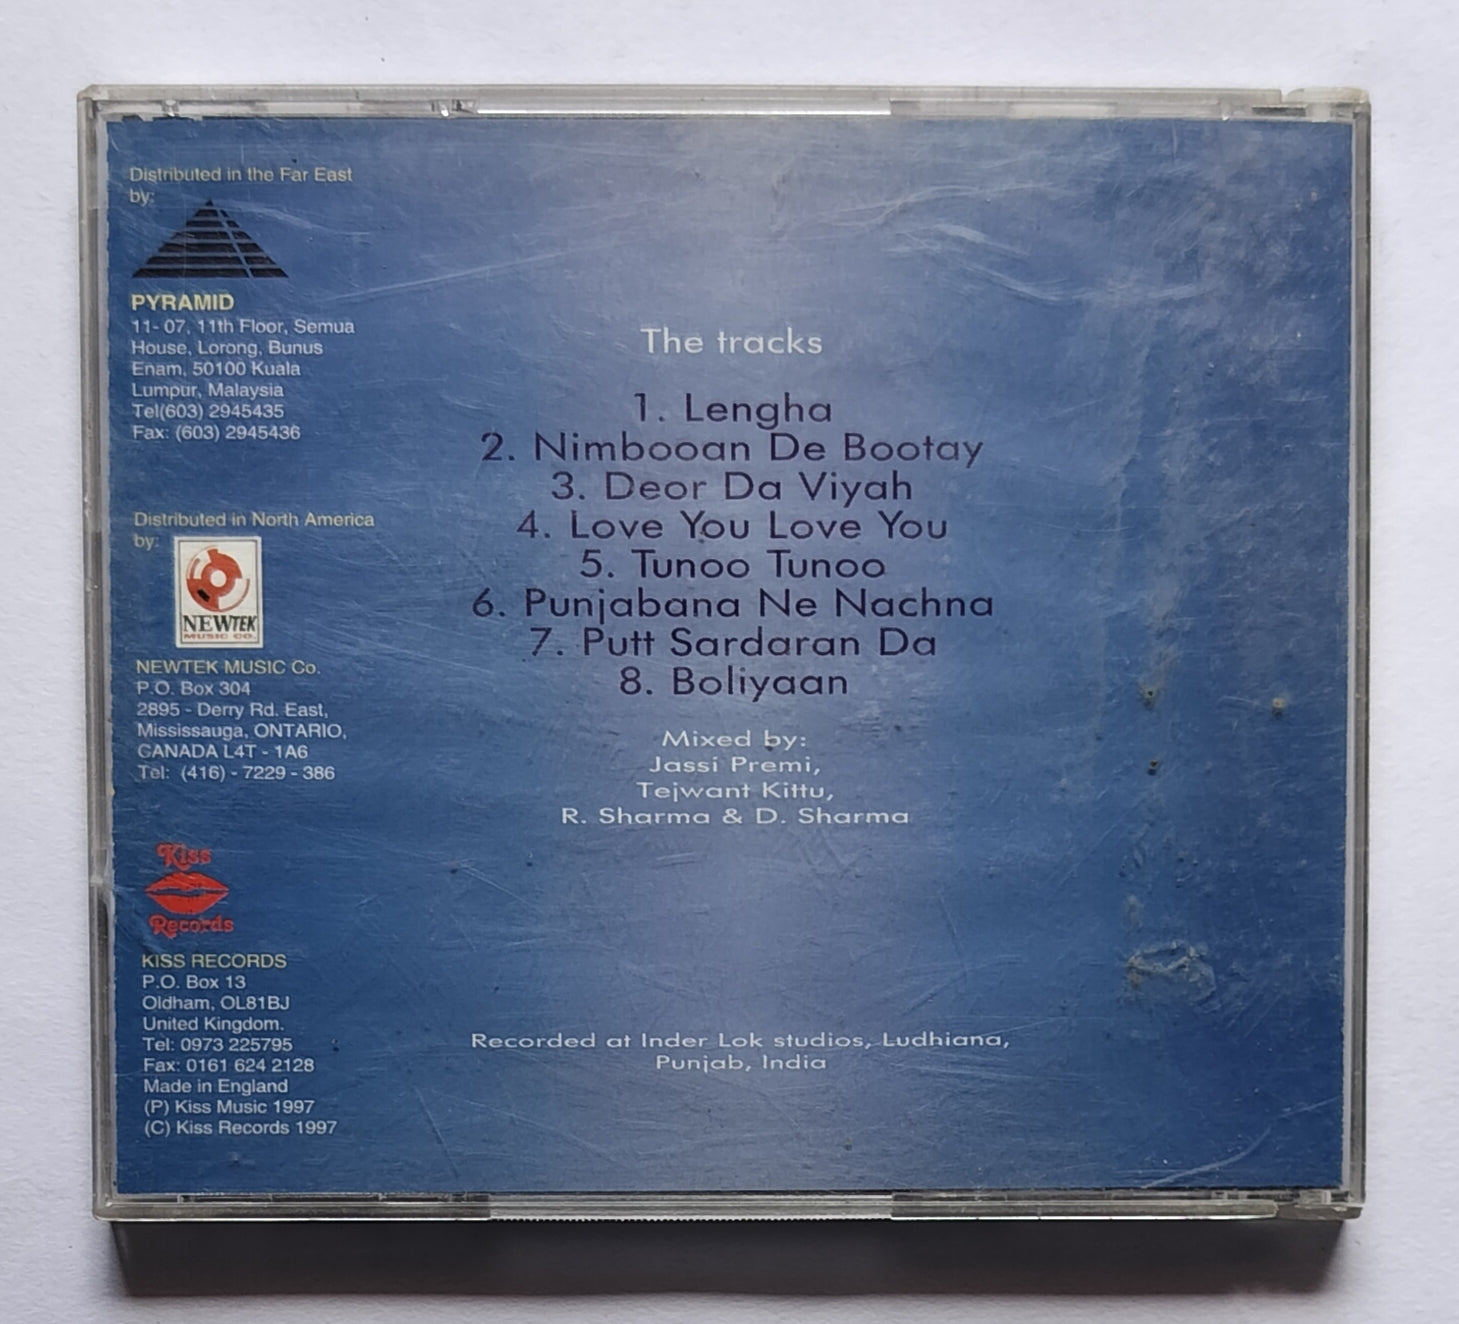 Distributed in the Far East
by:
PYRAMID
11- 07, 11th Floor, Semua
House, Lorong, Bunus
Enam, 50100 Kuala
Lumpur, Malaysia
Tel(603) 2945435
Fax: (603) 2945436
Distributed in North America
by:
NEWTEK
MUSIC CO.
NEWTEK MUSIC Co.
P.O. Box 304
2895 - Derry Rd. East,
Mississauga, ONTARIO,
CANADA L4T - 1A6
Tel: (416) - 7229 - 386
Kiss
Records
KISS RECORDS
P.O. Box 13
Oldham, OL81BJ
United Kingdom.
Tel: 0973 225795
Fax: 0161 624 2128
Made in England
(P) Kiss Music 1997
(C) Kiss Records 1997
The tracks
1. Lengha
2. Nimbooan De Bootay
3. Deor Da Viyah
4. Love You Love You
5. Tunoo Tunoo
6. Punjabana Ne Nachna
7. Putt Sardaran Da
8. Boliyaan
Mixed by:
Jassi Premi,
Tejwant Kittu,
R. Sharma & D. Sharma
Recorded at Inder Lok studios, Ludhiana,
Punjab, India